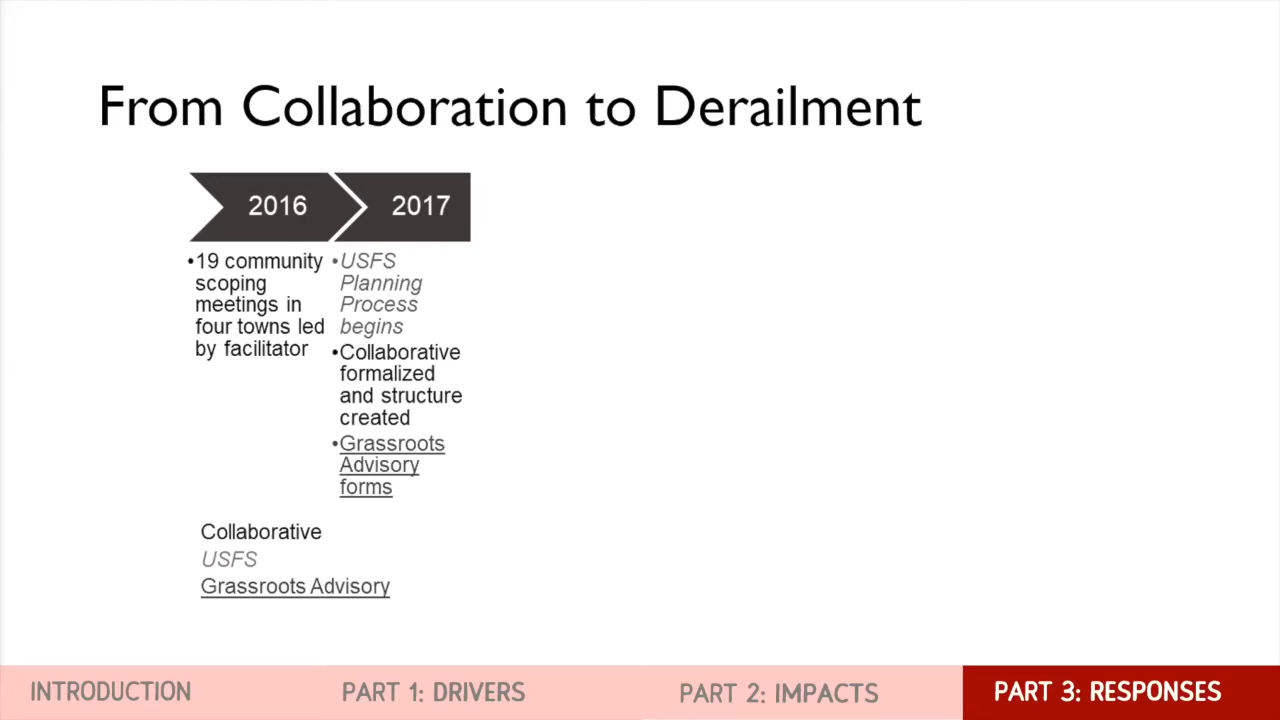 From Collaboration to Derailment
2016
2017
•19 community
scoping
meetings in
four towns led
by facilitator
•USFS
Planning
Process
begins
•Collaborative
formalized
and structure
created
•Grassroots
Advisory
forms
Collaborative
USFS
Grassroots Advisory
INTRODUCTION
PART 1: DRIVERS
PART 2: IMPACTS
PART 3: RESPONSES